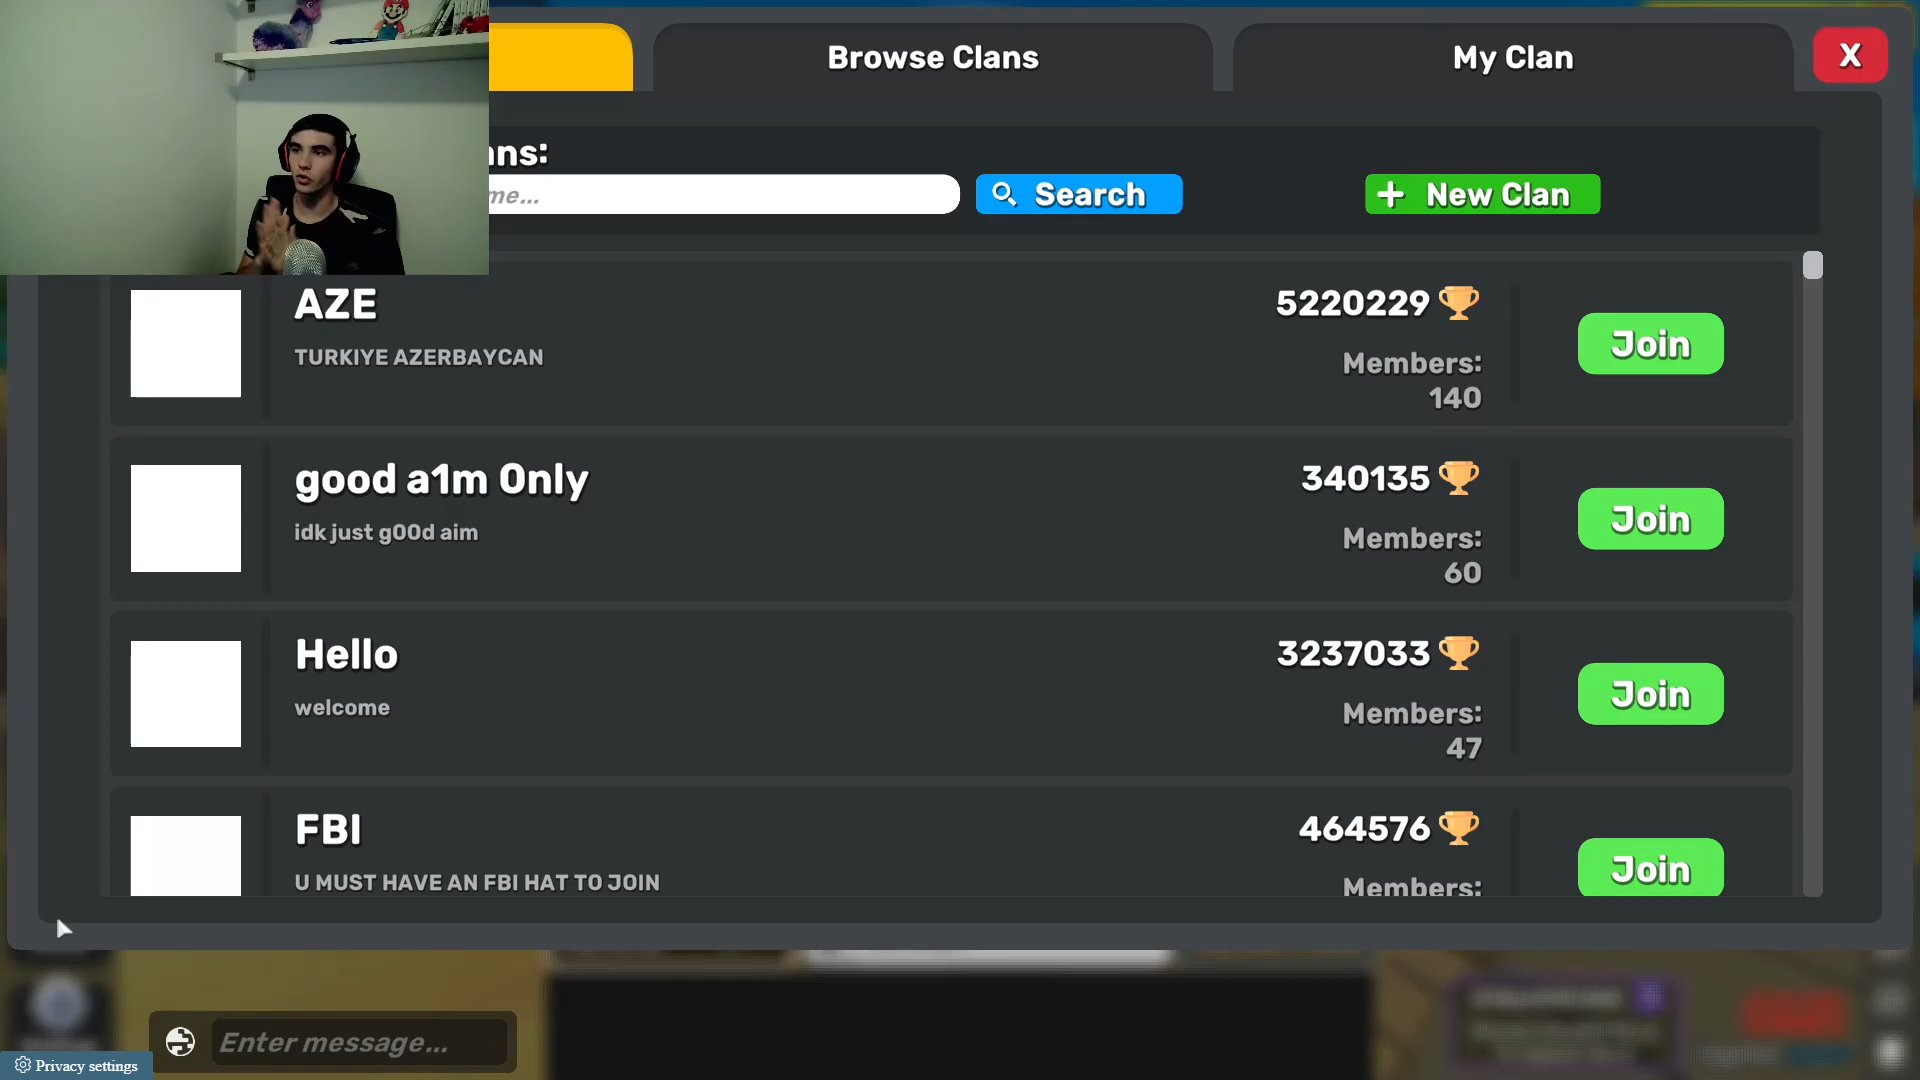 Browse Clans
My Clan
X
ns:
me...
Search
+ New Clan
AZE
5220229
TURKIYE AZERBAYCAN
Members:
140
Join
good a1m 0nly
340135
idk just g00d aim
Members:
60
Join
Hello
3237033
welcome
Members:
47
Join
FBI
464576
U MUST HAVE AN FBI HAT TO JOIN
Members:
Join
Enter message...
Privacy settings